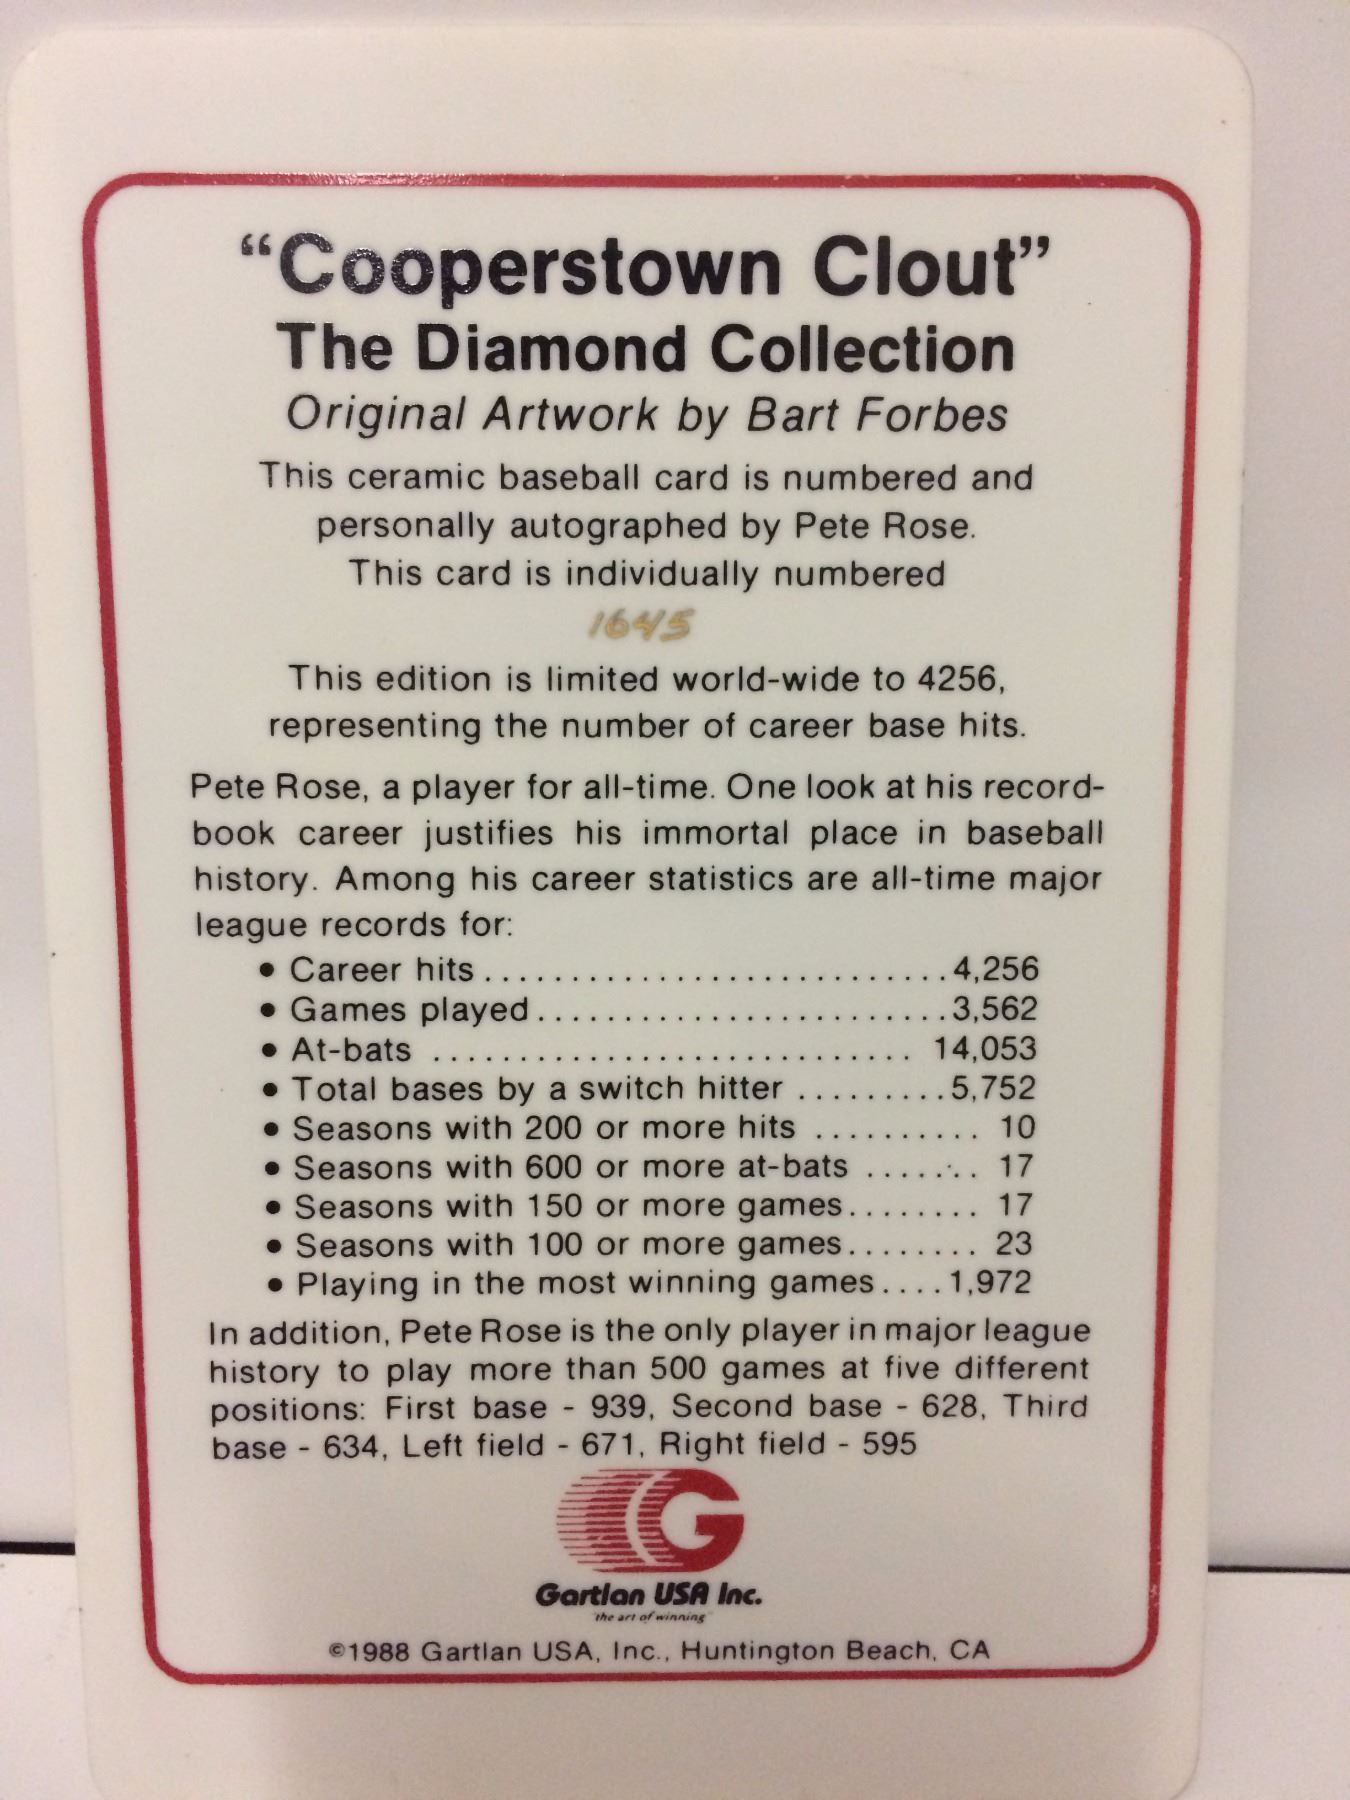 “Cooperstown Clout”
The Diamond Collection
Original Artwork by Bart Forbes
This ceramic baseball card is numbered and
personally autographed by Pete Rose.
This card is individually numbered
1645
This edition is limited world-wide to 4256,
representing the number of career base hits.
Pete Rose, a player for all-time. One look at his record-
book career justifies his immortal place in baseball
history. Among his career statistics are all-time major
league records for:
• Career hits ........................... 4,256
• Games played ........................ 3,562
• At-bats ............................ 14,053
• Total bases by a switch hitter ......... 5,752
• Seasons with 200 or more hits .......... 10
• Seasons with 600 or more at-bats ....... 17
• Seasons with 150 or more games ........ 17
• Seasons with 100 or more games ........ 23
• Playing in the most winning games .... 1,972
In addition, Pete Rose is the only player in major league
history to play more than 500 games at five different
positions: First base - 939, Second base - 628, Third
base - 634, Left field - 671, Right field - 595
G
Gartlan USA Inc.
"the art of winning"
©1988 Gartlan USA, Inc., Huntington Beach, CA